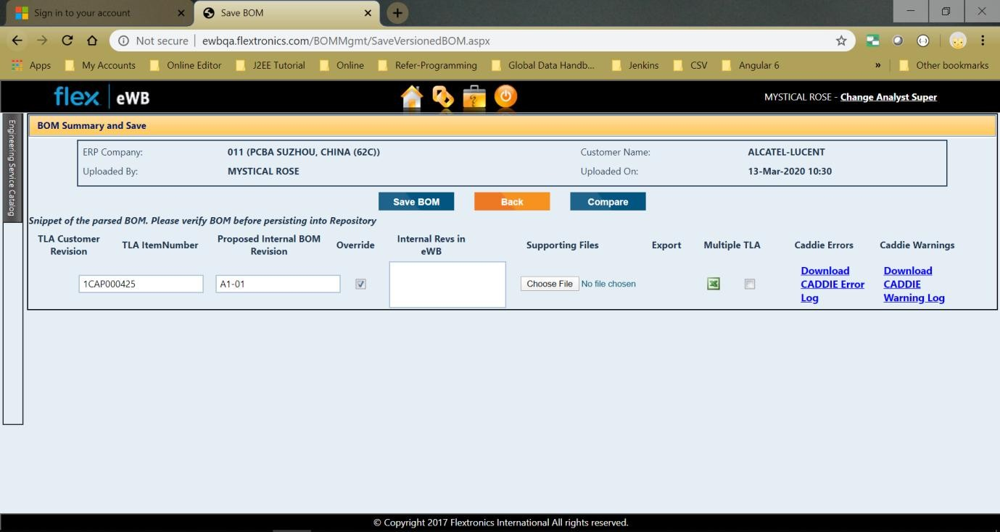 Sign in to your account
Save BOM
Not secure | ewbqa.flextronics.com/BOMMgmt/SaveVersionedBOM.aspx
Apps My Accounts Online Editor J2EE Tutorial Online Refer-Programming Global Data Handb... Jenkins CSV Angular 6 » Other bookmarks
flex | eWB
MYSTICAL ROSE - Change Analyst Super
Engineering Service Catalog
BOM Summary and Save
ERP Company: 011 (PCBA SUZHOU, CHINA (62C)) Customer Name: ALCATEL-LUCENT
Uploaded By: MYSTICAL ROSE Uploaded On: 13-Mar-2020 10:30
Save BOM Back Compare
Snippet of the parsed BOM. Please verify BOM before persisting into Repository
TLA Customer Revision TLA ItemNumber Proposed Internal BOM Revision Override Internal Revs in eWB Supporting Files Export Multiple TLA Caddie Errors Caddie Warnings
1CAP000425 A1-01 Choose File No file chosen Download CADDIE Error Log Download CADDIE Warning Log
© Copyright 2017 Flextronics International All rights reserved.